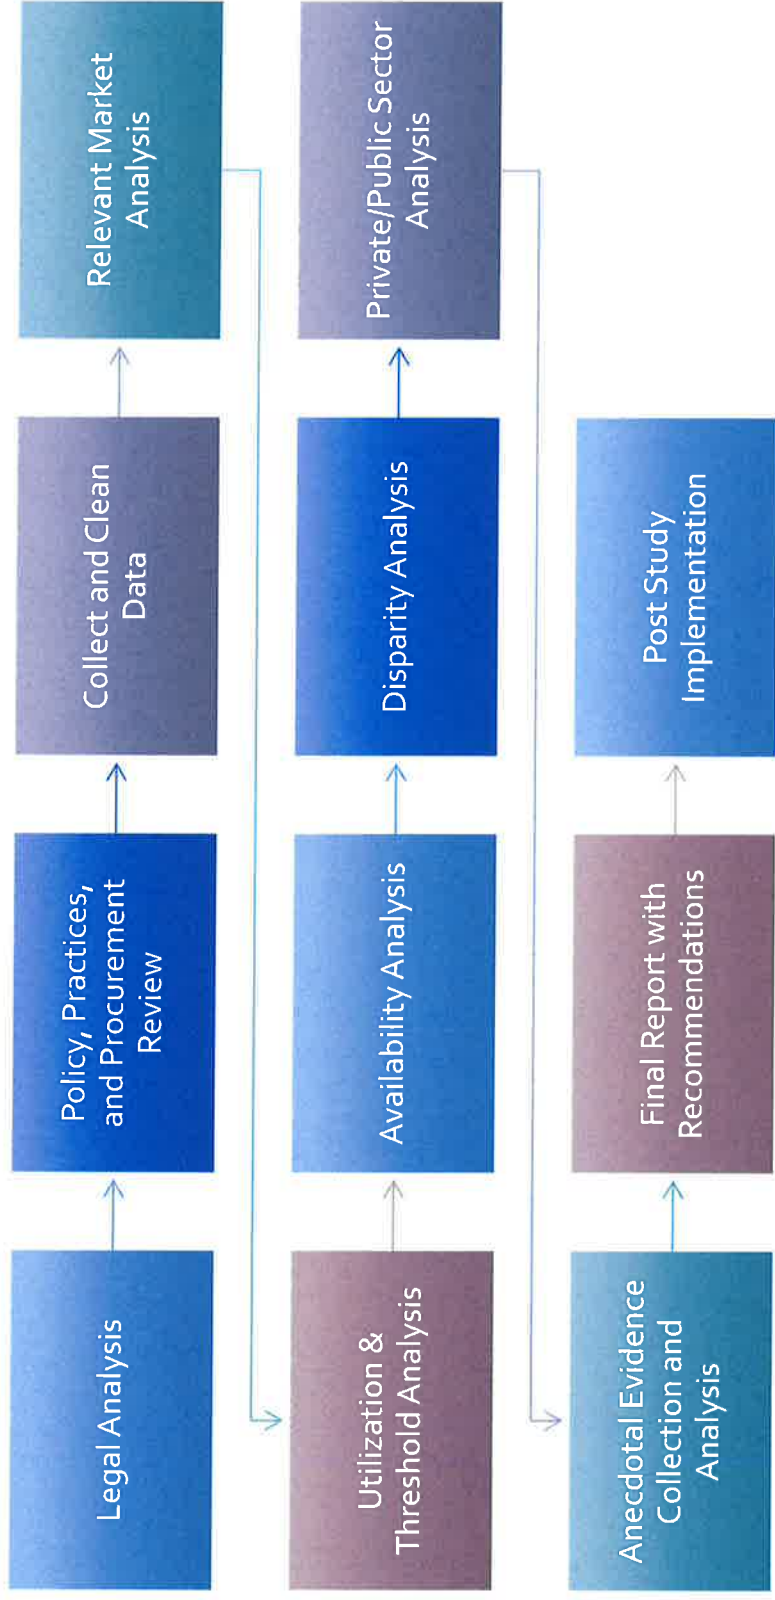 Legal Analysis
Policy, Practices,
and Procurement
Review
Collect and Clean
Data
Relevant Market
Analysis
Utilization &
Threshold Analysis
Availability Analysis
Disparity Analysis
Private/Public Sector
Analysis
Anecdotal Evidence
Collection and
Analysis
Final Report with
Recommendations
Post Study
Implementation